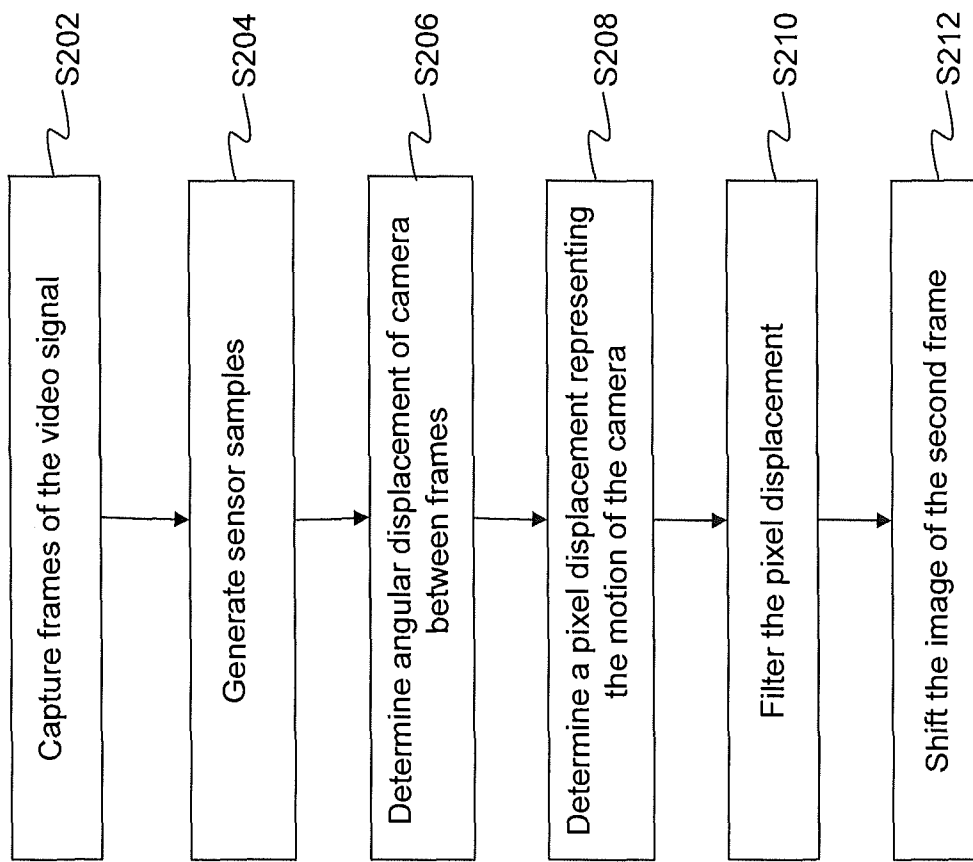 Capture frames of the video signal
S202
Generate sensor samples
S204
Determine angular displacement of camera
between frames
S206
Determine a pixel displacement representing
the motion of the camera
S208
Filter the pixel displacement
S210
Shift the image of the second frame
S212